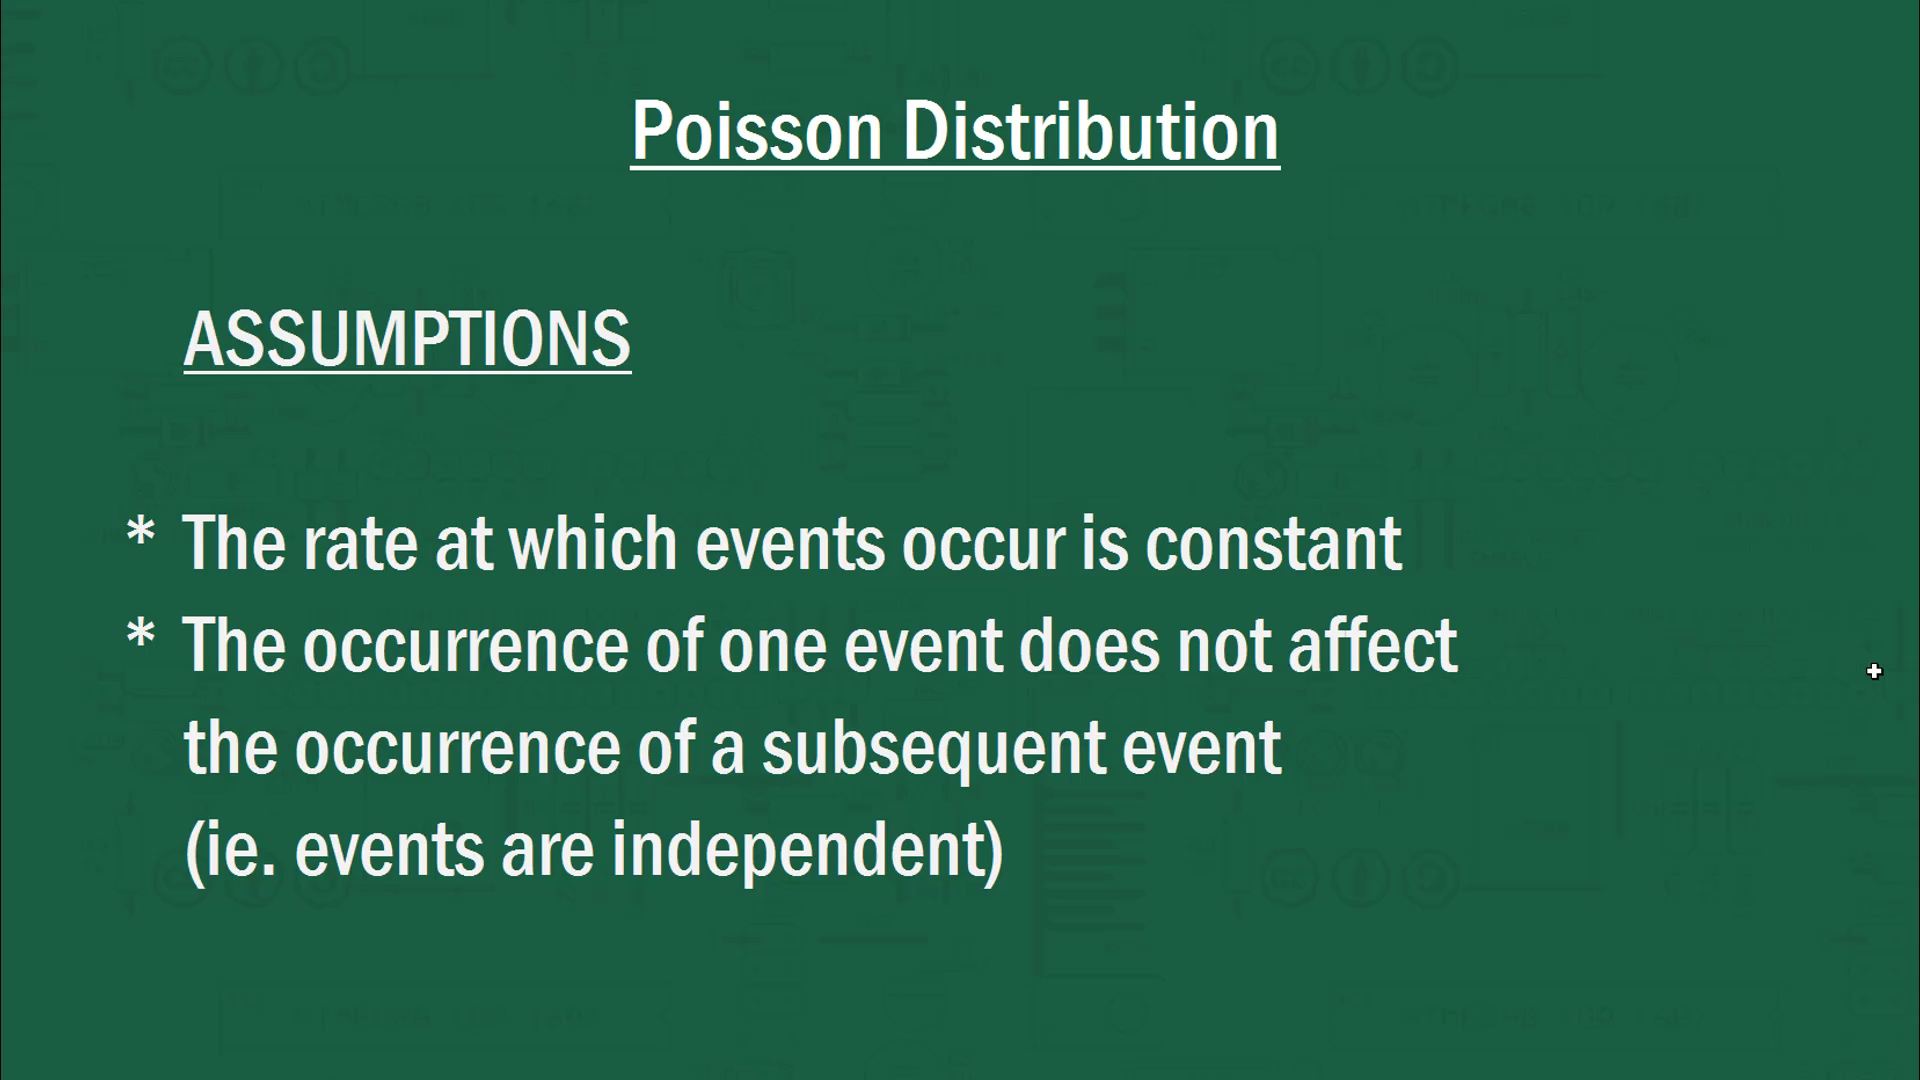 Poisson Distribution
ASSUMPTIONS
* The rate at which events occur is constant
* The occurrence of one event does not affect
the occurrence of a subsequent event
(ie. events are independent)